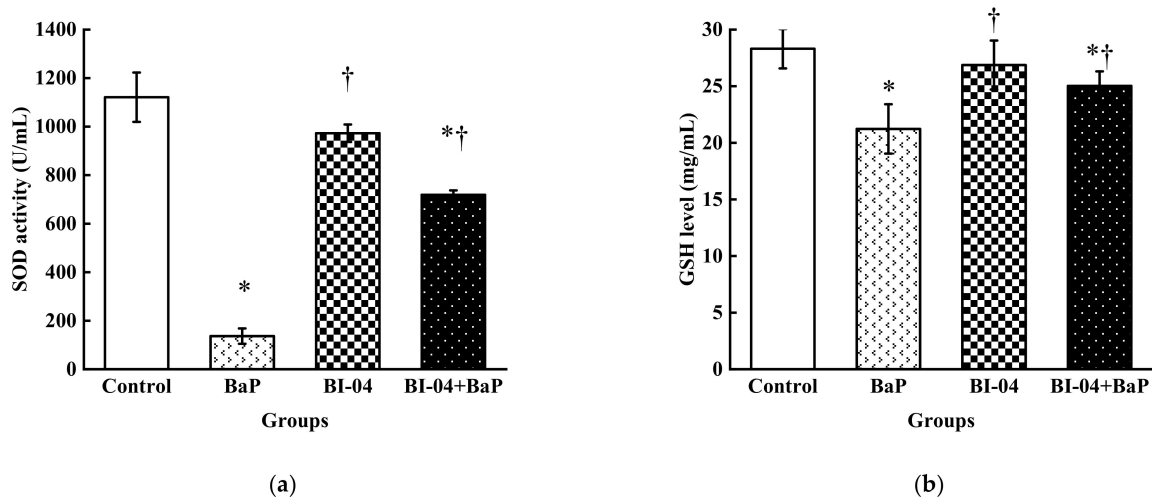 SOD activity (U/mL)
1400
1200
1000
800
600
400
200
0
†
*†
*
Control
BaP
BI-04
BI-04+BaP
Groups
(a)
GSH level (mg/mL)
30
25
20
15
10
5
0
†
*†
*
Control
BaP
BI-04
BI-04+BaP
Groups
(b)